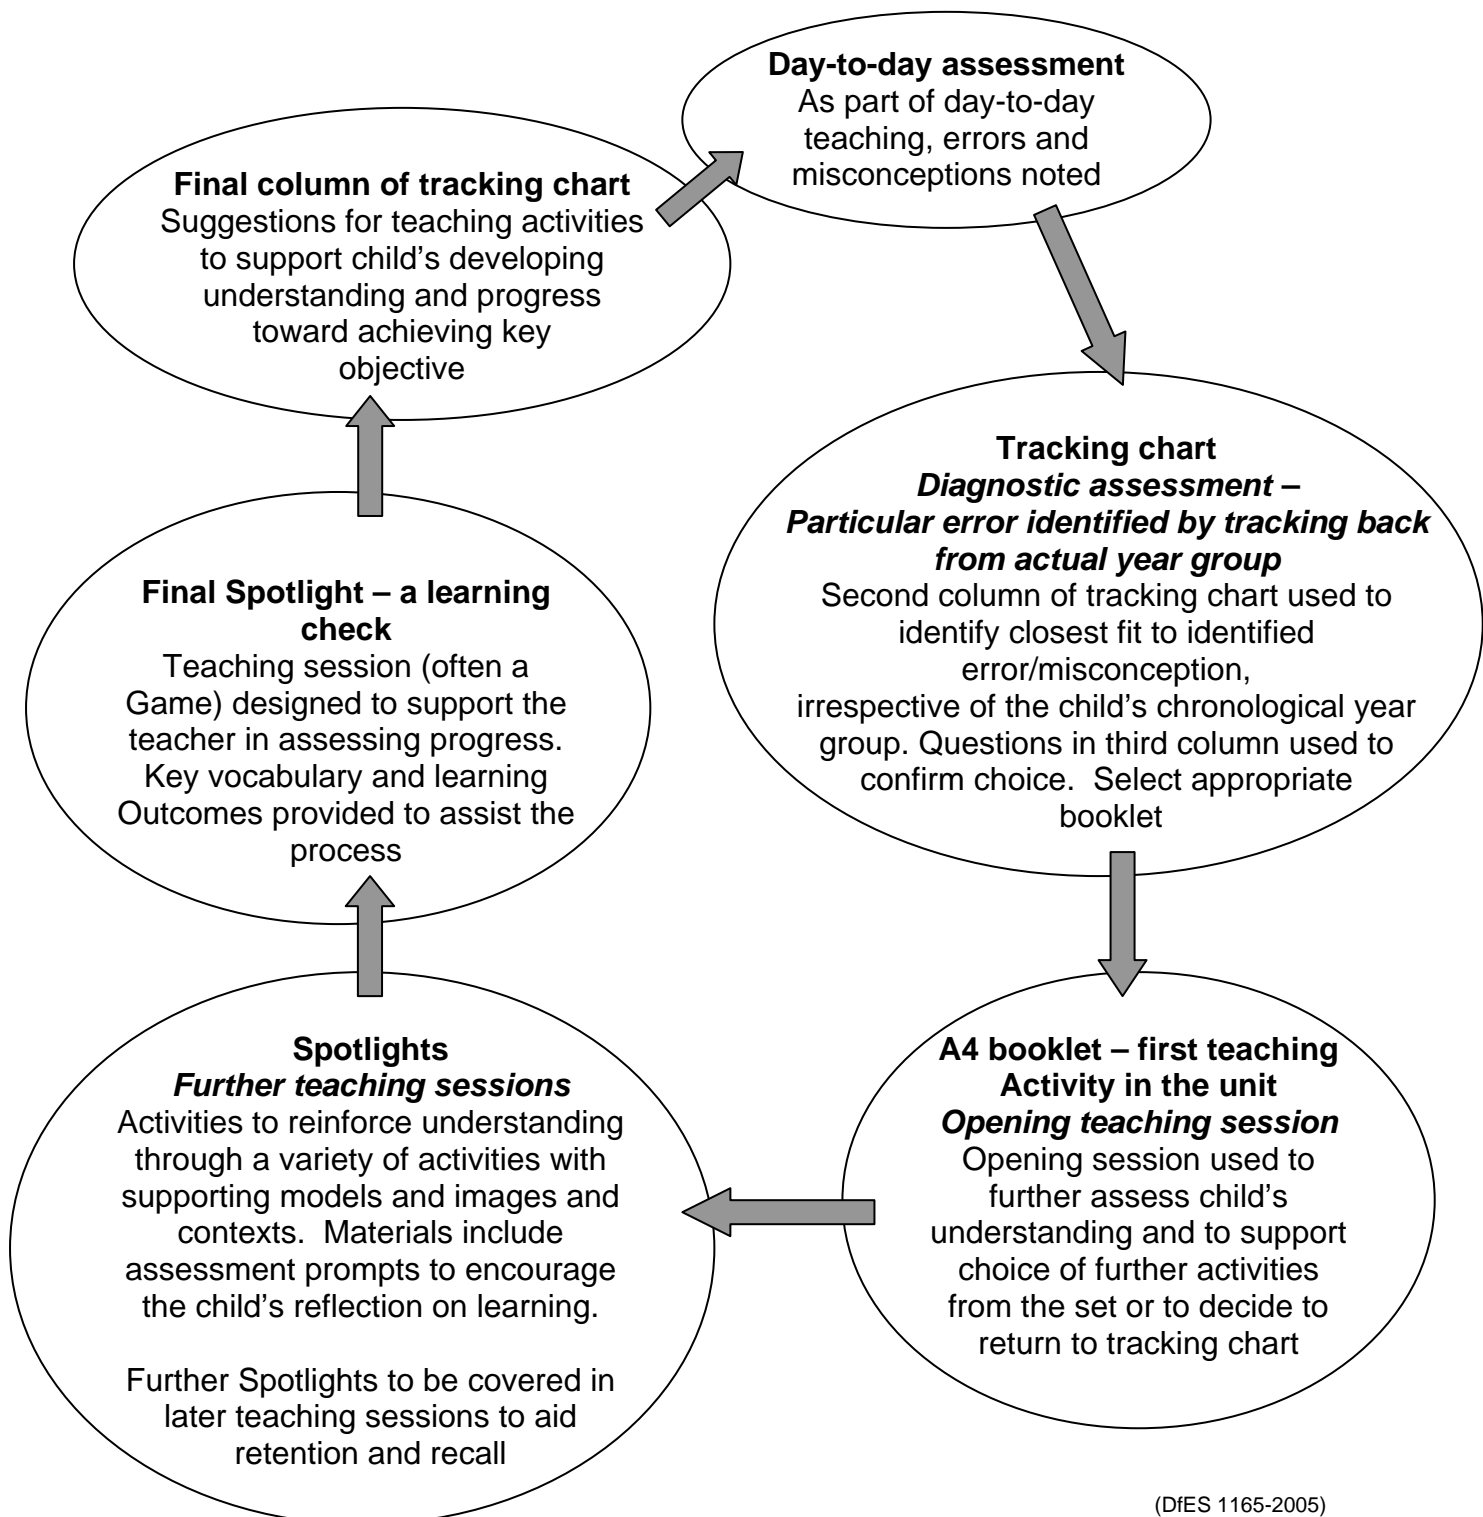 Day-to-day assessment
As part of day-to-day
teaching, errors and
misconceptions noted
Tracking chart
Diagnostic assessment –
Particular error identified by tracking back
from actual year group
Second column of tracking chart used to
identify closest fit to identified
error/misconception,
irrespective of the child's chronological year
group. Questions in third column used to
confirm choice.  Select appropriate
booklet
A4 booklet – first teaching
Activity in the unit
Opening teaching session
Opening session used to
further assess child's
understanding and to support
choice of further activities
from the set or to decide to
return to tracking chart
Spotlights
Further teaching sessions
Activities to reinforce understanding
through a variety of activities with
supporting models and images and
contexts.  Materials include
assessment prompts to encourage
the child's reflection on learning.
Further Spotlights to be covered in
later teaching sessions to aid
retention and recall
Final Spotlight – a learning
check
Teaching session (often a
Game) designed to support the
teacher in assessing progress.
Key vocabulary and learning
Outcomes provided to assist the
process
Final column of tracking chart
Suggestions for teaching activities
to support child's developing
understanding and progress
toward achieving key
objective
(DfES 1165-2005)